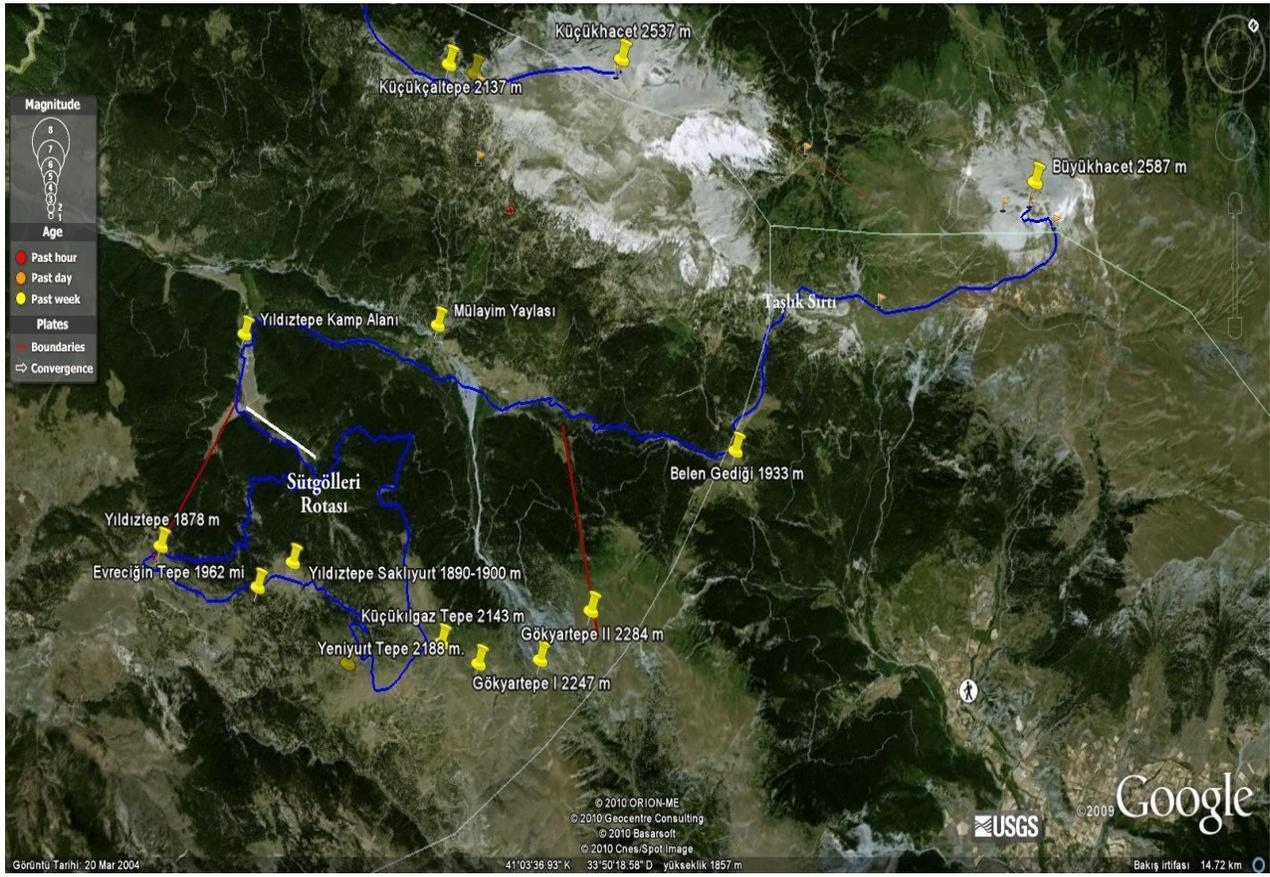 Küçükhacet 2537 m
Küçükçaltepe 2137 m
Magnitude
8
7
6
5
4
3
2
1
Age
Past hour
Past day
Past week
Plates
Boundaries
Convergence
Büyükhacet 2587 m
Taşlık Sırtı
Mülayim Yaylası
Yıldıztepe Kamp Alanı
Belen Gediği 1933 m
Sütgölleri
Rotası
Yıldıztepe 1878 m
Evreciğin Tepe 1962 mi
Yıldıztepe Saklıyurt 1890-1900 m
Küçükılgaz Tepe 2143 m
Gökyartepe II 2284 m
Yeniyurt Tepe 2188 m.
Gökyartepe I 2247 m
© 2010 ORION-ME
© 2010 Geocentre Consulting
© 2010 Basarsoft
© 2010 Cnes/Spot Image
USGS
©2009 Google
Görüntü Tarihi: 20 Mar 2004
41°03'36.93" K 33°50'18.58" D yükseklik 1857 m
Bakış irtifası 14.72 km